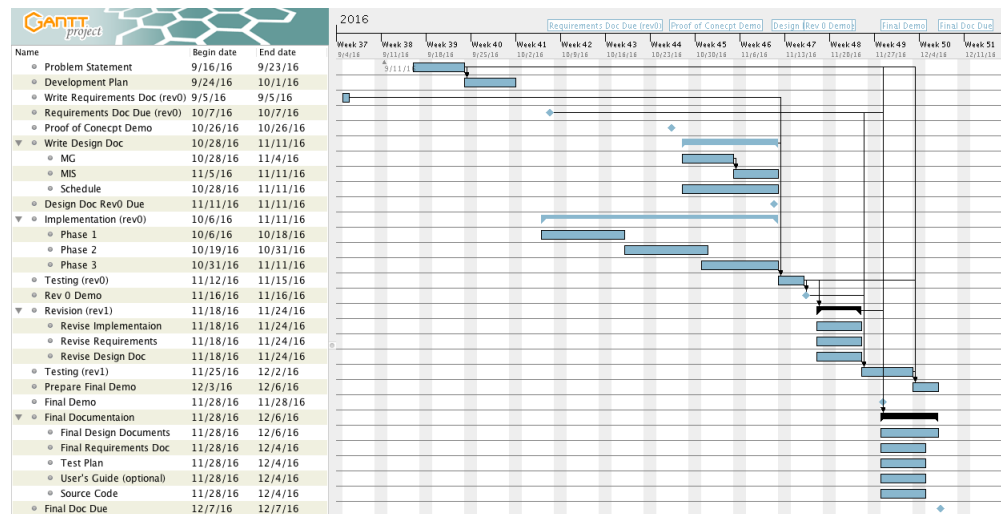 GANTT
project
2016
Requirements Doc Due (rev0) Proof of Conecpt Demo Design Rev 0 Demo Final Demo Final Doc Due
Name Begin date End date
Week 37 Week 38 Week 39 Week 40 Week 41 Week 42 Week 43 Week 44 Week 45 Week 46 Week 47 Week 48 Week 49 Week 50 Week 51
9/4/16 9/11/16 9/18/16 9/25/16 10/2/16 10/9/16 10/16/16 10/23/16 10/30/16 11/6/16 11/13/16 11/20/16 11/27/16 12/4/16 12/11/16
Problem Statement 9/16/16 9/23/16
Development Plan 9/24/16 10/1/16
Write Requirements Doc (rev0) 9/5/16 9/5/16
Requirements Doc Due (rev0) 10/7/16 10/7/16
Proof of Conecpt Demo 10/26/16 10/26/16
Write Design Doc 10/28/16 11/11/16
MG 10/28/16 11/4/16
MIS 11/5/16 11/11/16
Schedule 10/28/16 11/11/16
Design Doc Rev0 Due 11/11/16 11/11/16
Implementation (rev0) 10/6/16 11/11/16
Phase 1 10/6/16 10/18/16
Phase 2 10/19/16 10/31/16
Phase 3 10/31/16 11/11/16
Testing (rev0) 11/12/16 11/15/16
Rev 0 Demo 11/16/16 11/16/16
Revision (rev1) 11/18/16 11/24/16
Revise Implementaion 11/18/16 11/24/16
Revise Requirements 11/18/16 11/24/16
Revise Design Doc 11/18/16 11/24/16
Testing (rev1) 11/25/16 12/2/16
Prepare Final Demo 12/3/16 12/6/16
Final Demo 11/28/16 11/28/16
Final Documentaion 11/28/16 12/6/16
Final Design Documents 11/28/16 12/6/16
Final Requirements Doc 11/28/16 12/4/16
Test Plan 11/28/16 12/4/16
User's Guide (optional) 11/28/16 12/4/16
Source Code 11/28/16 12/4/16
Final Doc Due 12/7/16 12/7/16